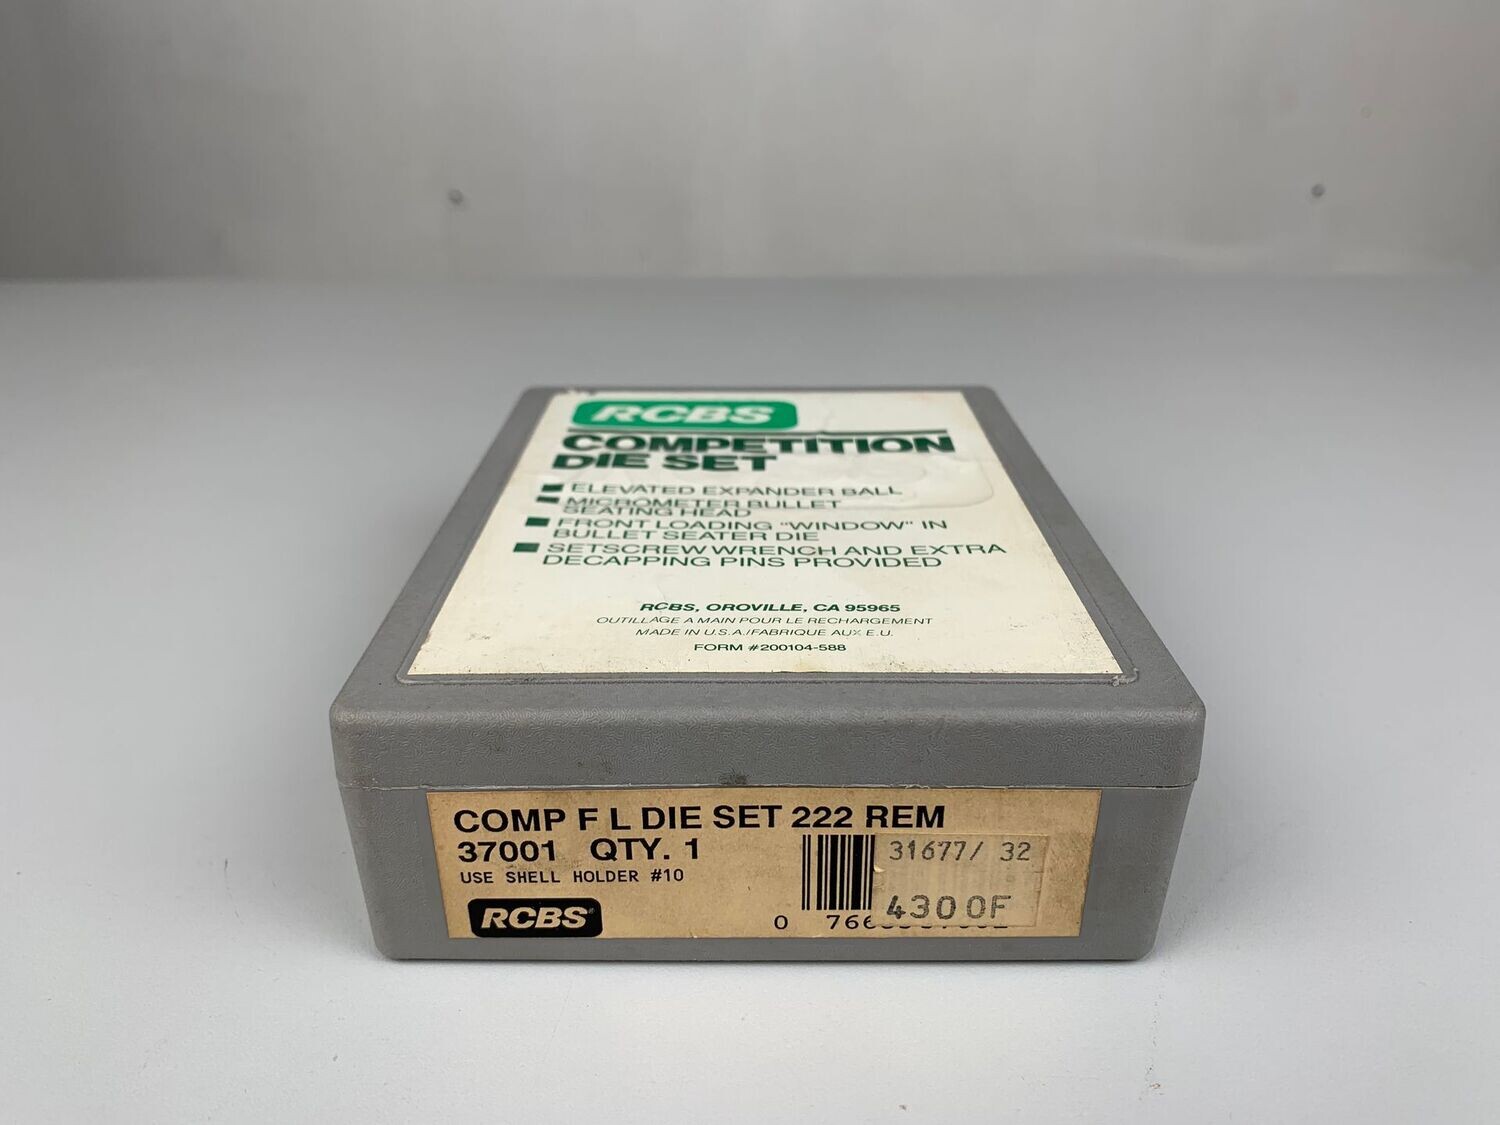 RCBS
COMPETITION
DIE SET
ELEVATED EXPANDER BALL
MICROMETER BULLET
SEATING HEAD
FRONT LOADING "WINDOW" IN
BULLET SEATER DIE
SETSCREW WRENCH AND EXTRA
DECAPPING PINS PROVIDED
RCBS, OROVILLE, CA 95965
OUTILLAGE A MAIN POUR LE RECHARGEMENT
MADE IN U.S.A./FABRIQUE AUX E.U.
FORM #200104-588
COMP F L DIE SET 222 REM
37001 QTY. 1
USE SHELL HOLDER #10
RCBS®
31677/ 32
4300F
0